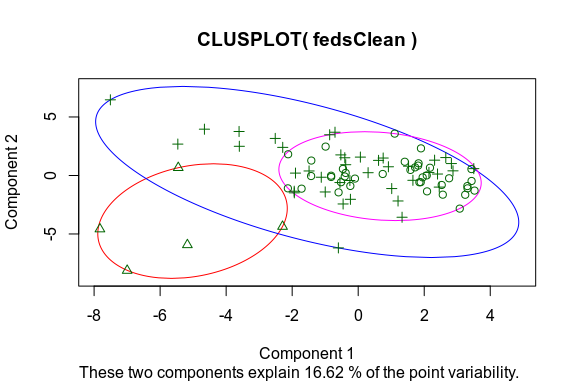 CLUSPLOT( fedsClean )
Component 2
5
0
-5
-8
-6
-4
-2
0
2
4
Component 1
These two components explain 16.62 % of the point variability.